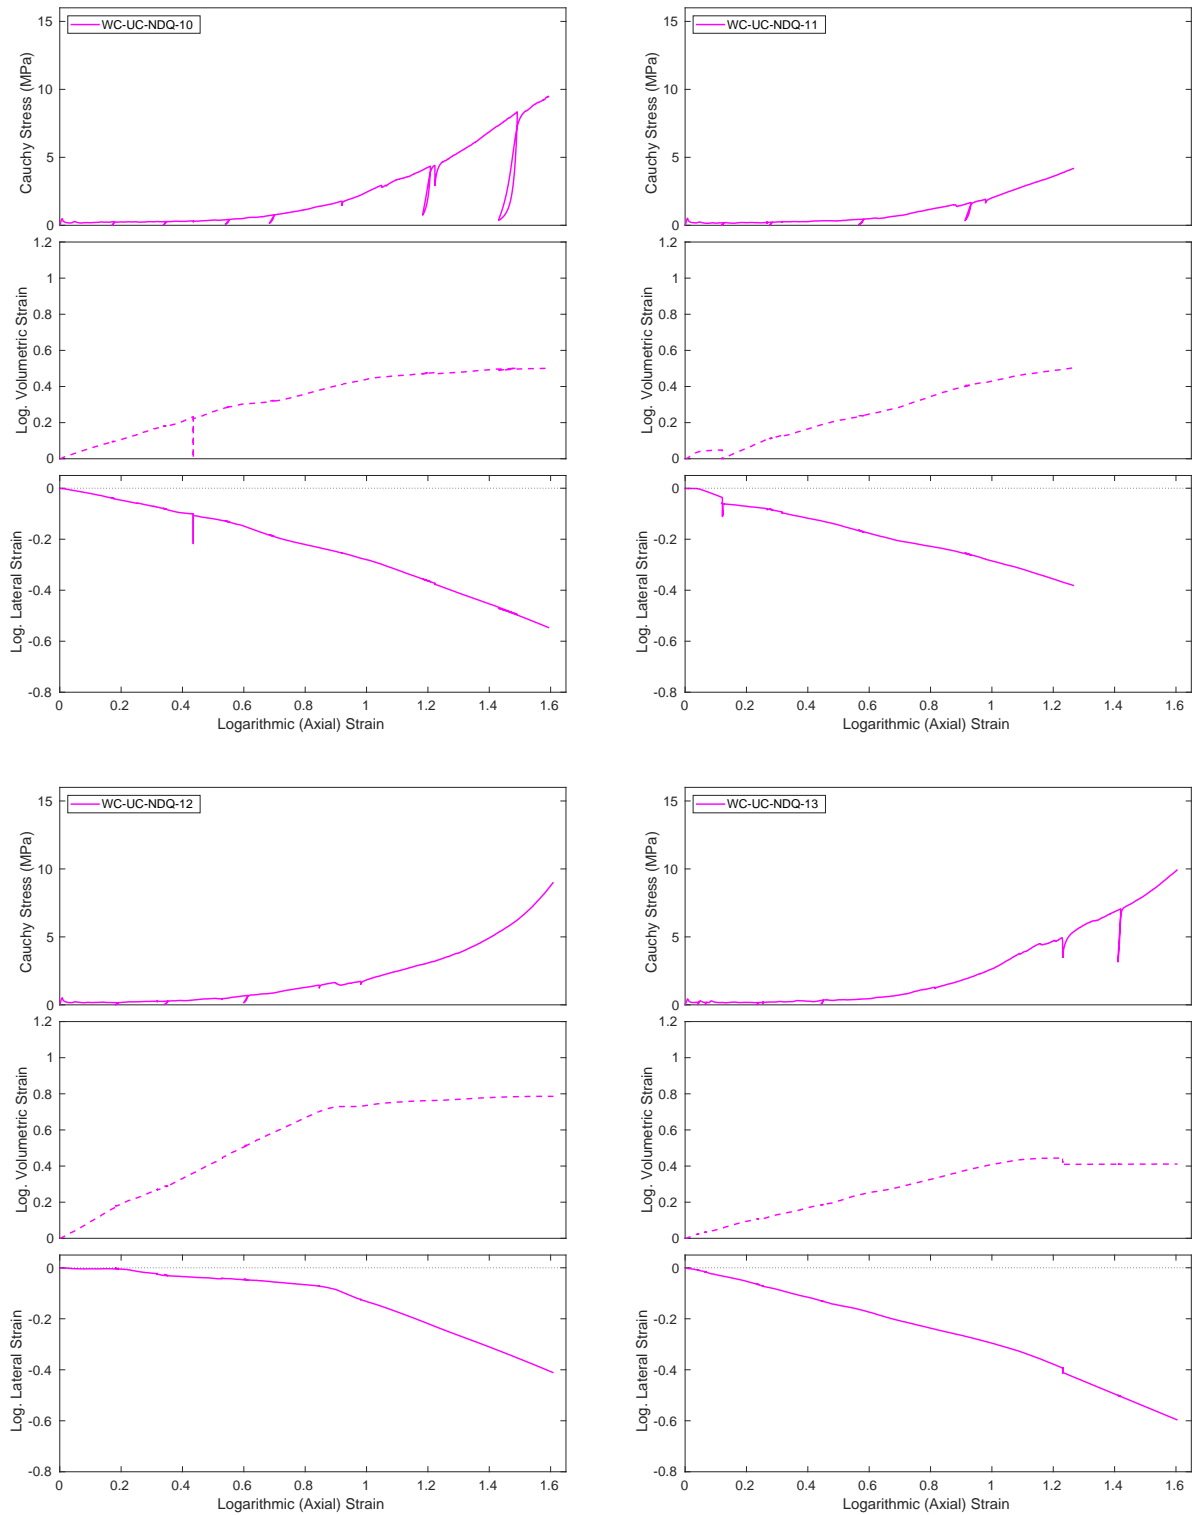 WC-UC-NDQ-10
15
10
5
0
Cauchy Stress (MPa)
1.2
1
0.8
0.6
0.4
0.2
0
Log. Volumetric Strain
0
-0.2
-0.4
-0.6
-0.8
Log. Lateral Strain
0 0.2 0.4 0.6 0.8 1 1.2 1.4 1.6
Logarithmic (Axial) Strain
WC-UC-NDQ-11
15
10
5
0
Cauchy Stress (MPa)
1.2
1
0.8
0.6
0.4
0.2
0
Log. Volumetric Strain
0
-0.2
-0.4
-0.6
-0.8
Log. Lateral Strain
0 0.2 0.4 0.6 0.8 1 1.2 1.4 1.6
Logarithmic (Axial) Strain
WC-UC-NDQ-12
15
10
5
0
Cauchy Stress (MPa)
1.2
1
0.8
0.6
0.4
0.2
0
Log. Volumetric Strain
0
-0.2
-0.4
-0.6
-0.8
Log. Lateral Strain
0 0.2 0.4 0.6 0.8 1 1.2 1.4 1.6
Logarithmic (Axial) Strain
WC-UC-NDQ-13
15
10
5
0
Cauchy Stress (MPa)
1.2
1
0.8
0.6
0.4
0.2
0
Log. Volumetric Strain
0
-0.2
-0.4
-0.6
-0.8
Log. Lateral Strain
0 0.2 0.4 0.6 0.8 1 1.2 1.4 1.6
Logarithmic (Axial) Strain